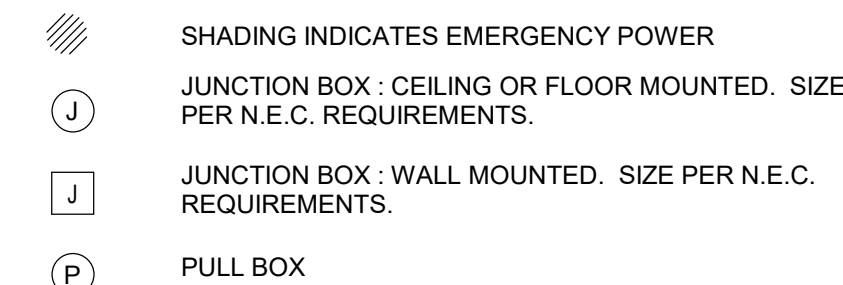 SHADING INDICATES EMERGENCY POWER
J JUNCTION BOX : CEILING OR FLOOR MOUNTED. SIZE
PER N.E.C. REQUIREMENTS.
J JUNCTION BOX : WALL MOUNTED. SIZE PER N.E.C.
REQUIREMENTS.
P PULL BOX